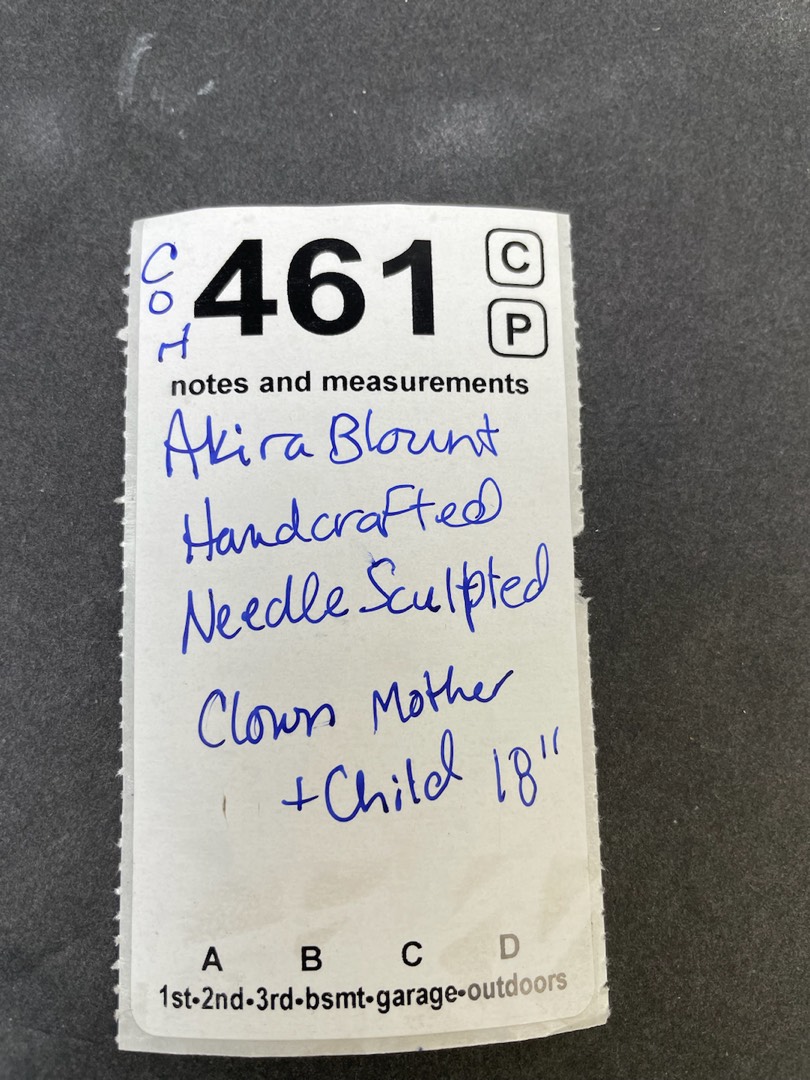 C
O
H
461
C
P
notes and measurements
Akira Blount
Handcrafted
Needle Sculpted
Clown Mother
+ Child 18"
A B C D
1st•2nd•3rd•bsmt•garage•outdoors